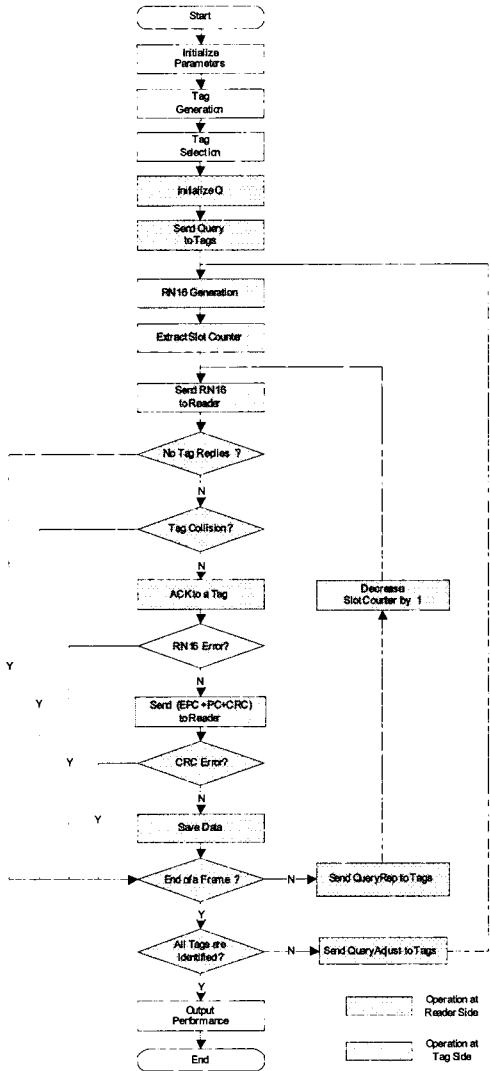 Start
Initialize
Parameters
Tag
Generation
Tag
Selection
Initialize Q
Send Query
to Tags
RN16 Generation
Extract Slot Counter
Send RN16
to Reader
No Tag Replies ?
N
Tag Collision?
N
ACK to a Tag
Decrease
Slot Counter by 1
RN16 Error?
Y
N
Y
Send (EPC+PC+CRC)
to Reader
Y
CRC Error?
N
Y
Save Data
End of a Frame ?
N
Send QueryRep to Tags
Y
All Tags are
Identified?
N
Send QueryAdjust to Tags
Y
Output
Performance
Operation at
Reader Side
End
Operation at
Tag Side